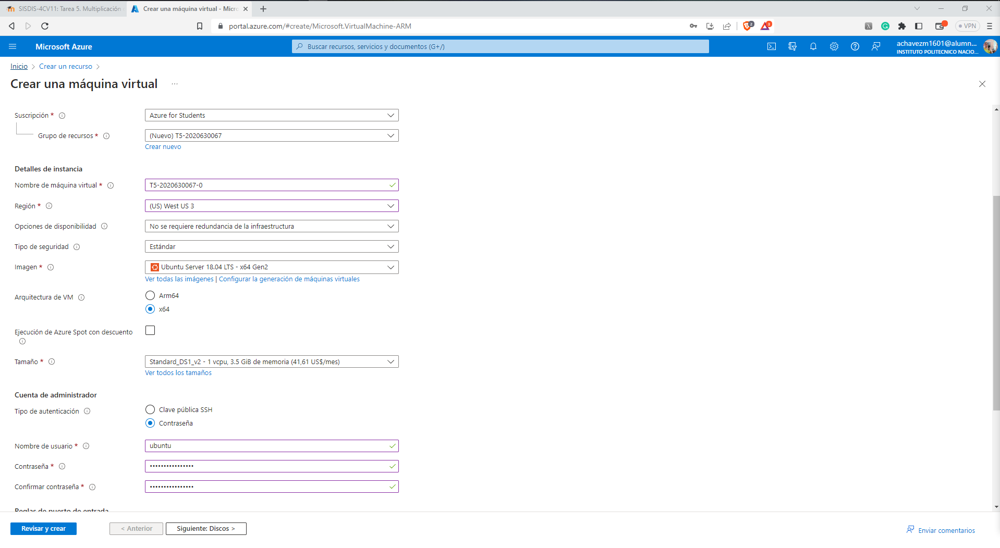 SISDIS-4CV11: Tarea 5. Multiplicación
Crear una máquina virtual - Micro
portal.azure.com/#create/Microsoft.VirtualMachine-ARM
2
3
VPN
Microsoft Azure
Buscar recursos, servicios y documentos (G+/)
achavezm1601@alumn...
INSTITUTO POLITECNICO NACIO...
Inicio > Crear un recurso >
Crear una máquina virtual ...
Suscripción * Azure for Students
Grupo de recursos * (Nuevo) T5-2020630067
Crear nuevo
Detalles de instancia
Nombre de máquina virtual * T5-2020630067-0
Región * (US) West US 3
Opciones de disponibilidad No se requiere redundancia de la infraestructura
Tipo de seguridad Estándar
Imagen * Ubuntu Server 18.04 LTS - x64 Gen2
Ver todas las imágenes | Configurar la generación de máquinas virtuales
Arquitectura de VM Arm64
x64
Ejecución de Azure Spot con descuento
Tamaño * Standard_DS1_v2 - 1 vcpu, 3.5 GiB de memoria (41,61 US$/mes)
Ver todos los tamaños
Cuenta de administrador
Tipo de autenticación Clave pública SSH
Contraseña
Nombre de usuario * ubuntu
Contraseña * ••••••••••••••••
Confirmar contraseña * ••••••••••••••••
Reglas de puerto de entrada
Revisar y crear < Anterior Siguiente: Discos > Enviar comentarios